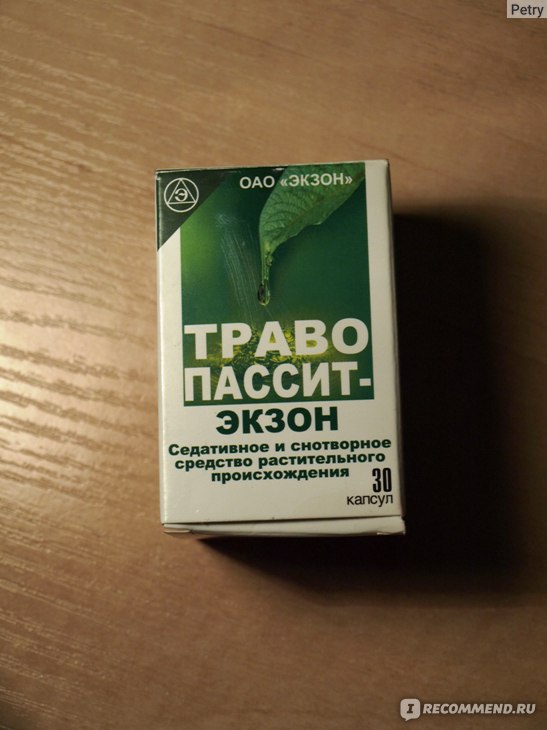 Petry
Э
ОАО «ЭКЗОН»
ТРАВО
ПАССИТ-
ЭКЗОН
Седативное и снотворное
средство растительного
происхождения
30
капсул
I RECOMMEND.RU